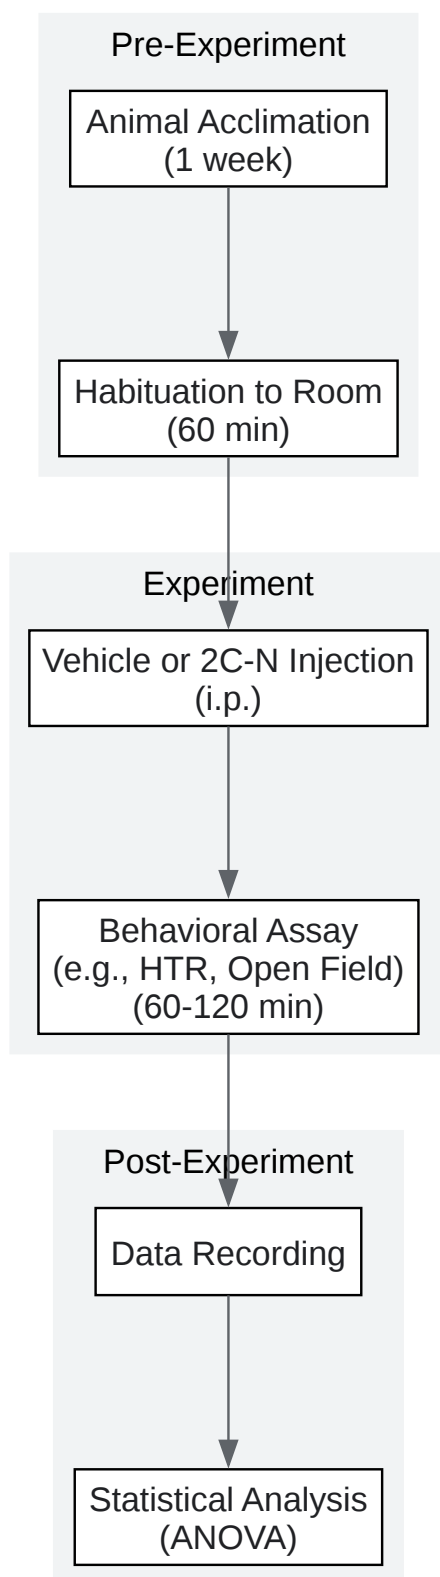 Pre-Experiment
Animal Acclimation
(1 week)
Habituation to Room
(60 min)
Experiment
Vehicle or 2C-N Injection
(i.p.)
Behavioral Assay
(e.g., HTR, Open Field)
(60-120 min)
Post-Experiment
Data Recording
Statistical Analysis
(ANOVA)